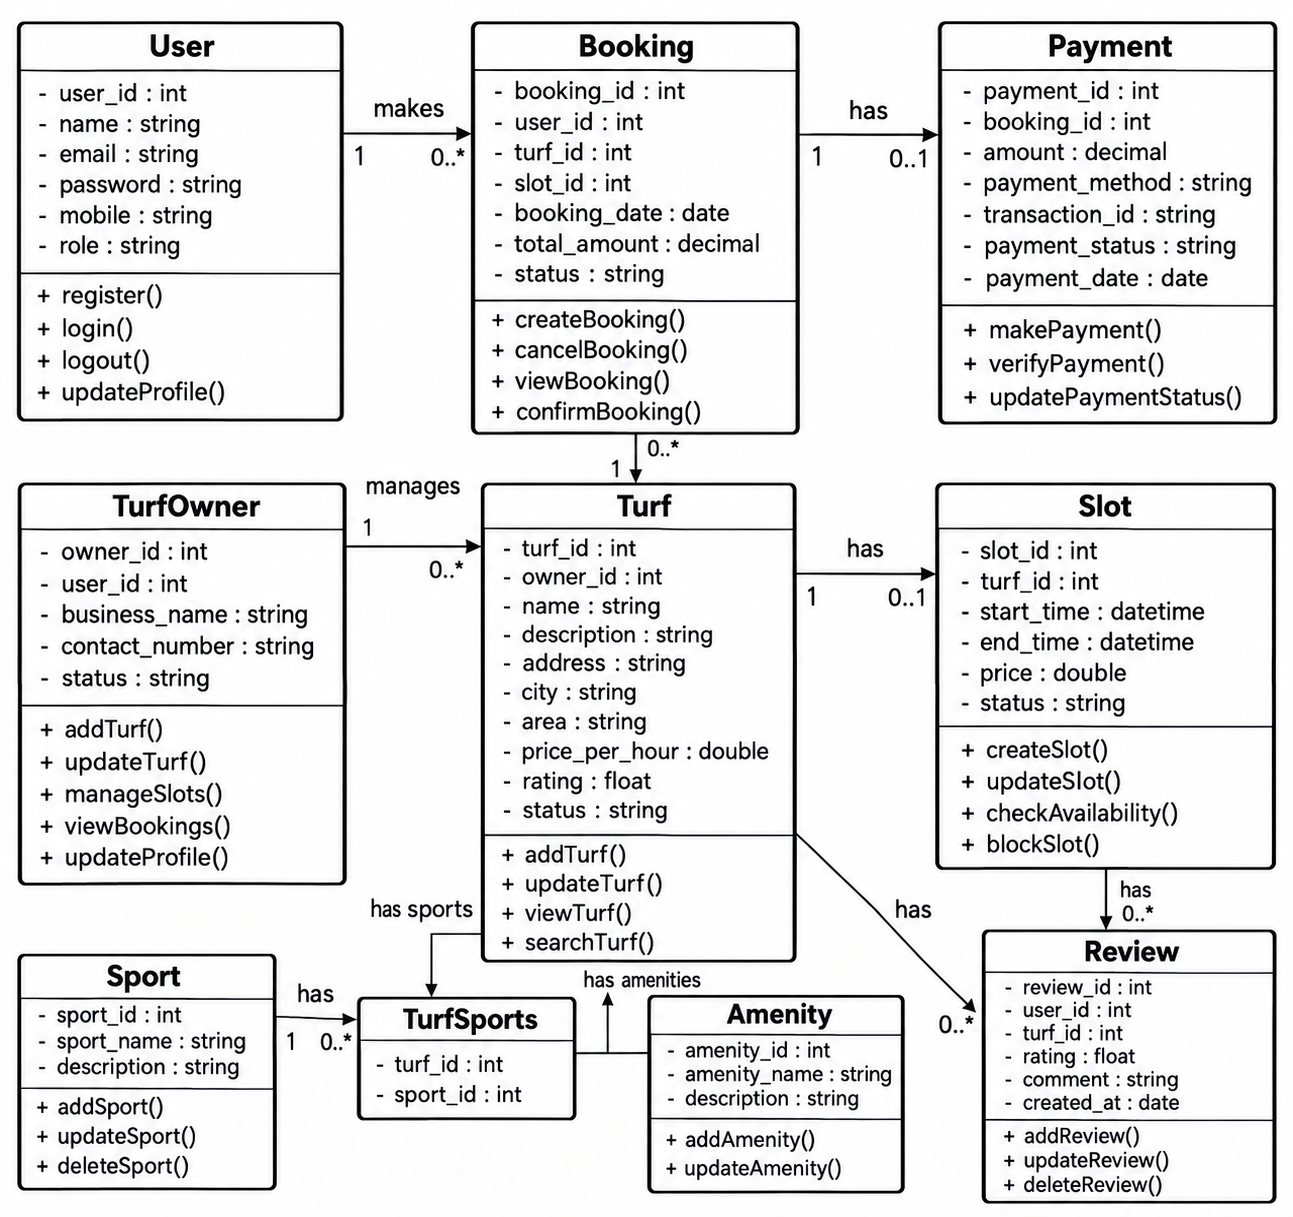 User
- user_id : int
- name : string
- email : string
- password : string
- mobile : string
- role : string
+ register()
+ login()
+ logout()
+ updateProfile()
makes
1
0..*
Booking
- booking_id : int
- user_id : int
- turf_id : int
- slot_id : int
- booking_date : date
- total_amount : decimal
- status : string
+ createBooking()
+ cancelBooking()
+ viewBooking()
+ confirmBooking()
has
1
0..1
Payment
- payment_id : int
- booking_id : int
- amount : decimal
- payment_method : string
- transaction_id : string
- payment_status : string
- payment_date : date
+ makePayment()
+ verifyPayment()
+ updatePaymentStatus()
0..*
1
TurfOwner
- owner_id : int
- user_id : int
- business_name : string
- contact_number : string
- status : string
+ addTurf()
+ updateTurf()
+ manageSlots()
+ viewBookings()
+ updateProfile()
manages
1
0..*
Turf
- turf_id : int
- owner_id : int
- name : string
- description : string
- address : string
- city : string
- area : string
- price_per_hour : double
- rating : float
- status : string
+ addTurf()
+ updateTurf()
+ viewTurf()
+ searchTurf()
has
1
0..1
Slot
- slot_id : int
- turf_id : int
- start_time : datetime
- end_time : datetime
- price : double
- status : string
+ createSlot()
+ updateSlot()
+ checkAvailability()
+ blockSlot()
has sports
has
0..*
has
0..*
Sport
- sport_id : int
- sport_name : string
- description : string
+ addSport()
+ updateSport()
+ deleteSport()
has
1
0..*
TurfSports
- turf_id : int
- sport_id : int
has amenities
Amenity
- amenity_id : int
- amenity_name : string
- description : string
+ addAmenity()
+ updateAmenity()
Review
- review_id : int
- user_id : int
- turf_id : int
- rating : float
- comment : string
- created_at : date
+ addReview()
+ updateReview()
+ deleteReview()